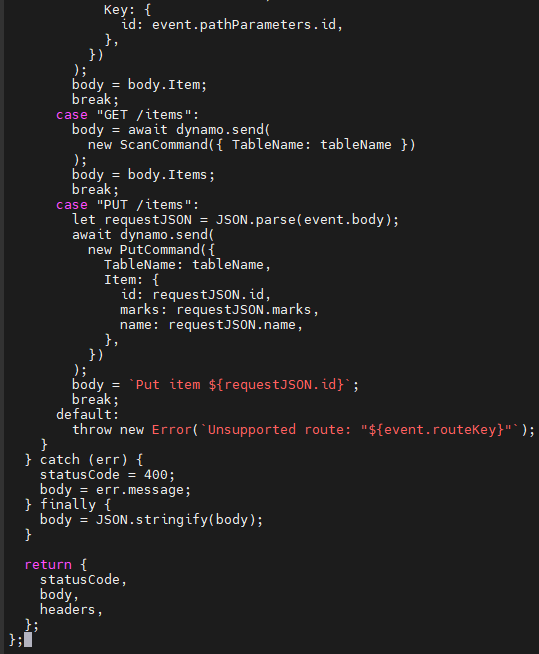 Key: {
              id: event.pathParameters.id,
            },
          })
        );
        body = body.Item;
        break;
      case "GET /items":
        body = await dynamo.send(
          new ScanCommand({ TableName: tableName })
        );
        body = body.Items;
        break;
      case "PUT /items":
        let requestJSON = JSON.parse(event.body);
        await dynamo.send(
          new PutCommand({
            TableName: tableName,
            Item: {
              id: requestJSON.id,
              marks: requestJSON.marks,
              name: requestJSON.name,
            },
          })
        );
        body = `Put item ${requestJSON.id}`;
        break;
      default:
        throw new Error(`Unsupported route: "${event.routeKey}"`);
    }
  } catch (err) {
    statusCode = 400;
    body = err.message;
  } finally {
    body = JSON.stringify(body);
  }

  return {
    statusCode,
    body,
    headers,
  };
};